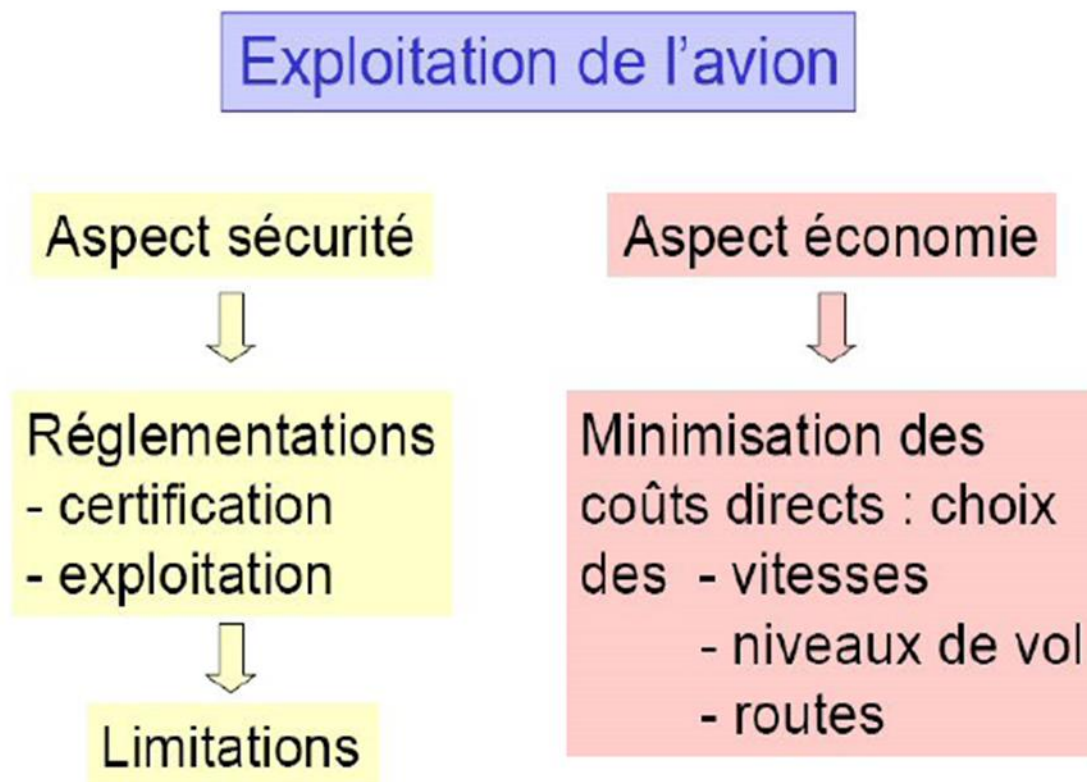 Exploitation de l'avion
Aspect sécurité
Réglementations
- certification
- exploitation
Limitations
Aspect économie
Minimisation des
coûts directs : choix
des - vitesses
- niveaux de vol
- routes